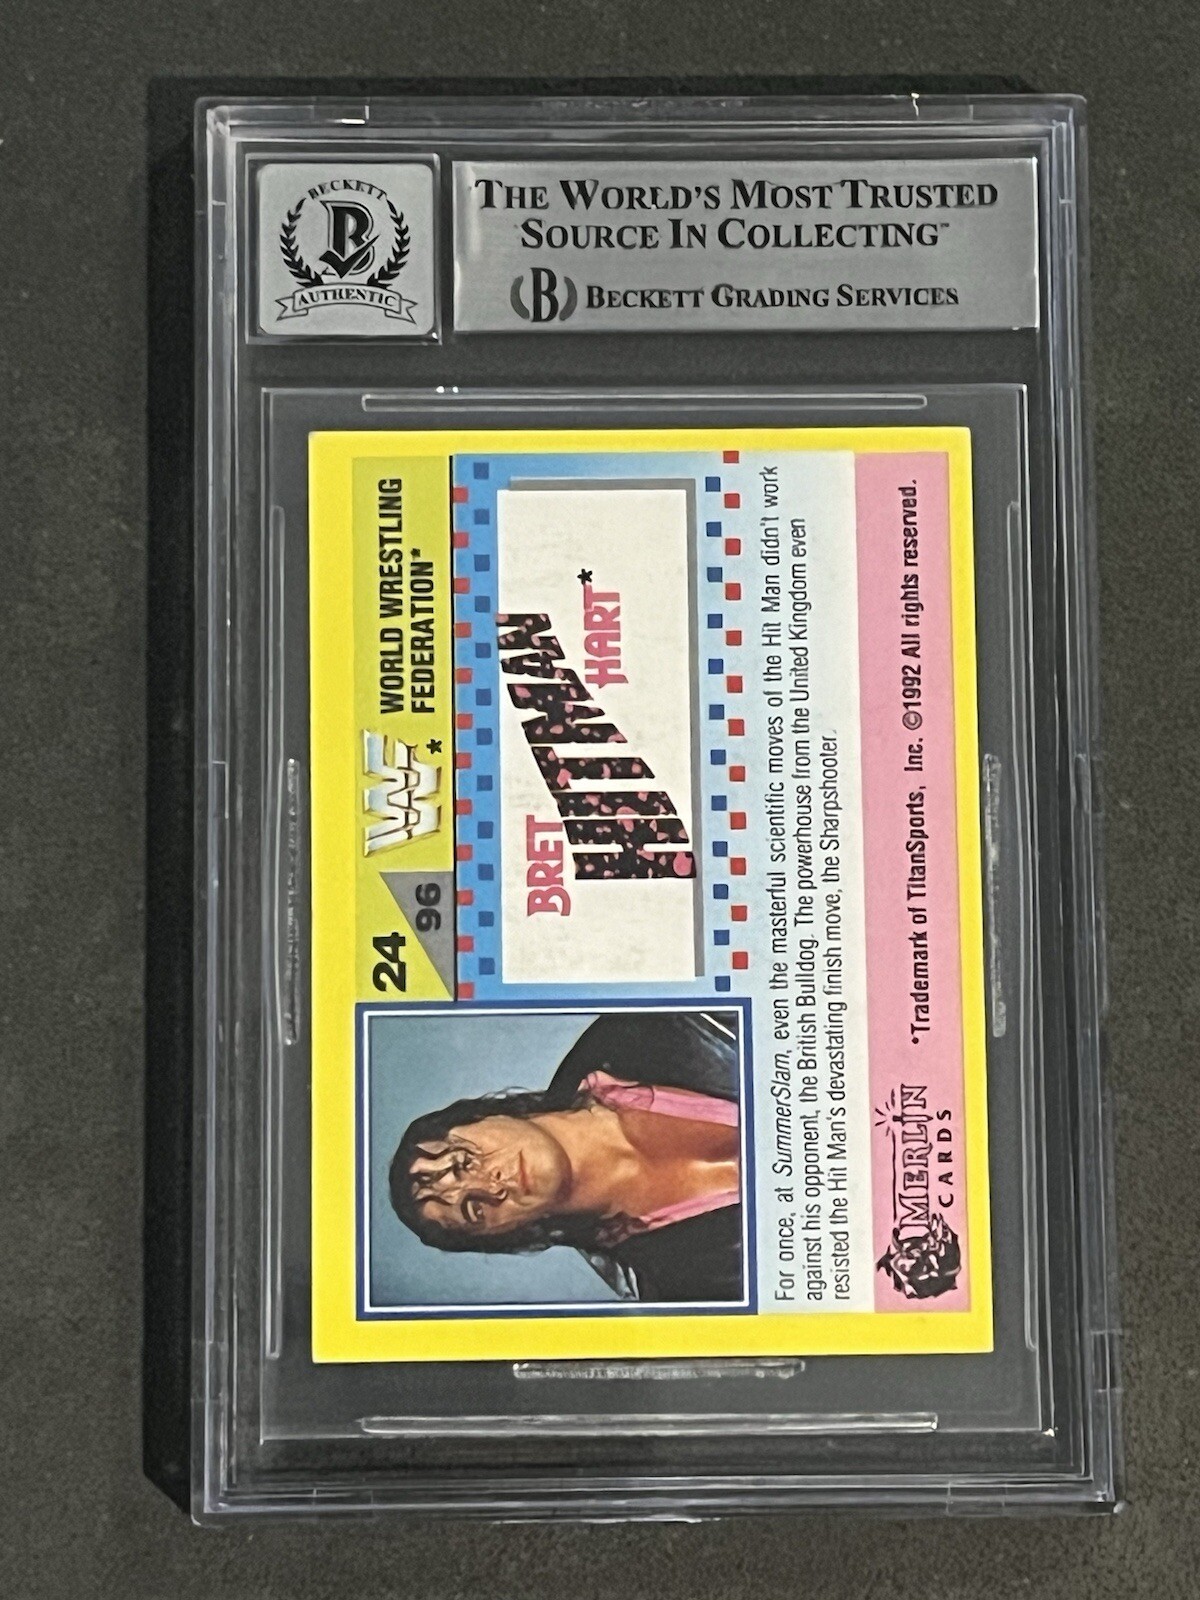 BECKETT
B
AUTHENTIC
THE WORLD'S MOST TRUSTED
SOURCE IN COLLECTING™
(B) BECKETT GRADING SERVICES
24
96
WF*
WORLD WRESTLING
FEDERATION*
BRET
HITMAN
HART*
For once, at SummerSlam, even the masterful scientific moves of the Hit Man didn't work
against his opponent, the British Bulldog. The powerhouse from the United Kingdom even
resisted the Hit Man's devastating finish move, the Sharpshooter.
MERLIN
CARDS
*Trademark of TitanSports, Inc. ©1992 All rights reserved.